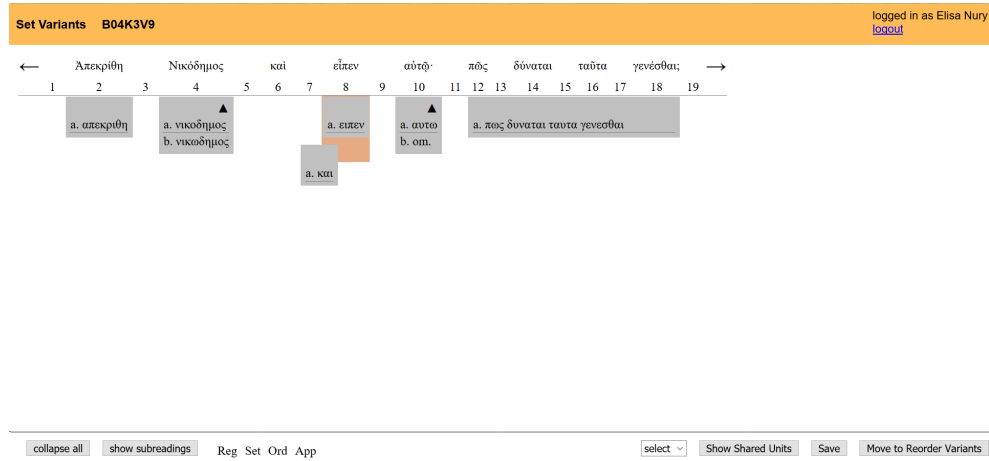 Set Variants B04K3V9
logged in as Elisa Nury
logout
← Ἀπεκρίθη Νικόδημος καὶ εἶπεν αὐτῷ· πῶς δύναται ταῦτα γενέσθαι; →
1 2 3 4 5 6 7 8 9 10 11 12 13 14 15 16 17 18 19
▲ ▲
a. απεκριθη a. νικοδημος a. ειπεν a. αυτω a. πως δυναται ταυτα γενεσθαι
b. νικωδημος b. om.
a. και
collapse all show subreadings Reg Set Ord App select Show Shared Units Save Move to Reorder Variants